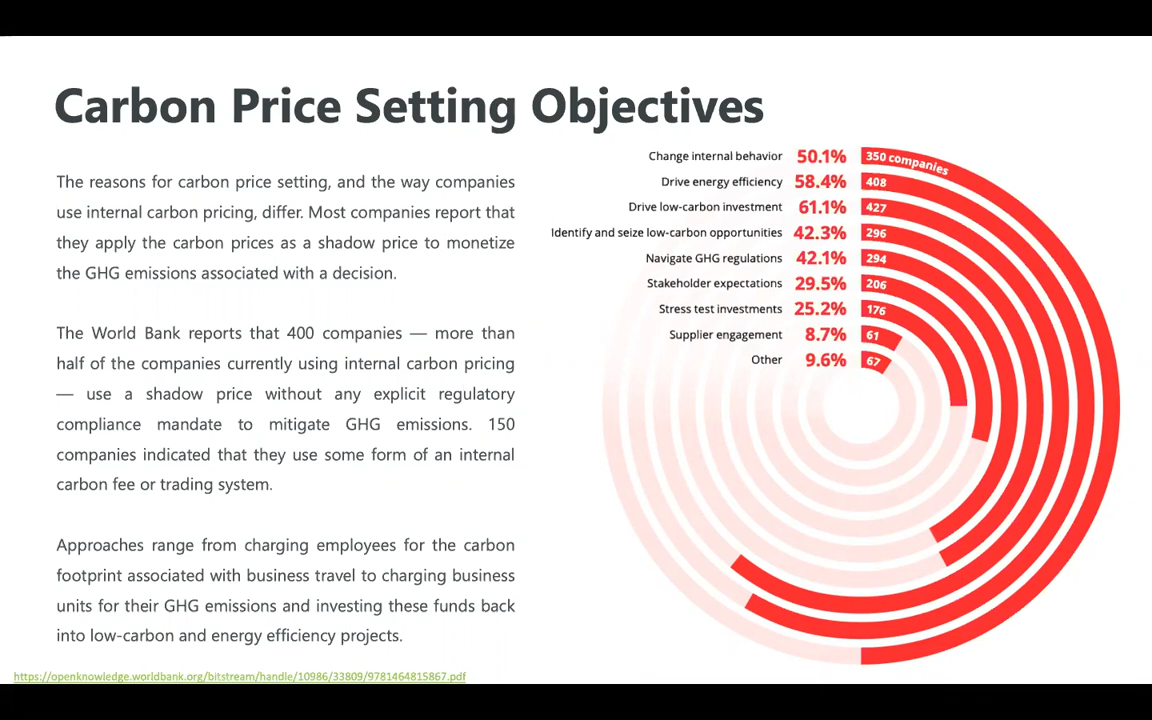 Carbon Price Setting Objectives
The reasons for carbon price setting, and the way companies
use internal carbon pricing, differ. Most companies report that
they apply the carbon prices as a shadow price to monetize
the GHG emissions associated with a decision.
The World Bank reports that 400 companies — more than
half of the companies currently using internal carbon pricing
— use a shadow price without any explicit regulatory
compliance mandate to mitigate GHG emissions. 150
companies indicated that they use some form of an internal
carbon fee or trading system.
Approaches range from charging employees for the carbon
footprint associated with business travel to charging business
units for their GHG emissions and investing these funds back
into low-carbon and energy efficiency projects.
https://openknowledge.worldbank.org/bitstream/handle/10986/33809/9781464815867.pdf
Change internal behavior 50.1% 350 companies
Drive energy efficiency 58.4% 408
Drive low-carbon investment 61.1% 427
Identify and seize low-carbon opportunities 42.3% 296
Navigate GHG regulations 42.1% 294
Stakeholder expectations 29.5% 206
Stress test investments 25.2% 176
Supplier engagement 8.7% 61
Other 9.6% 67